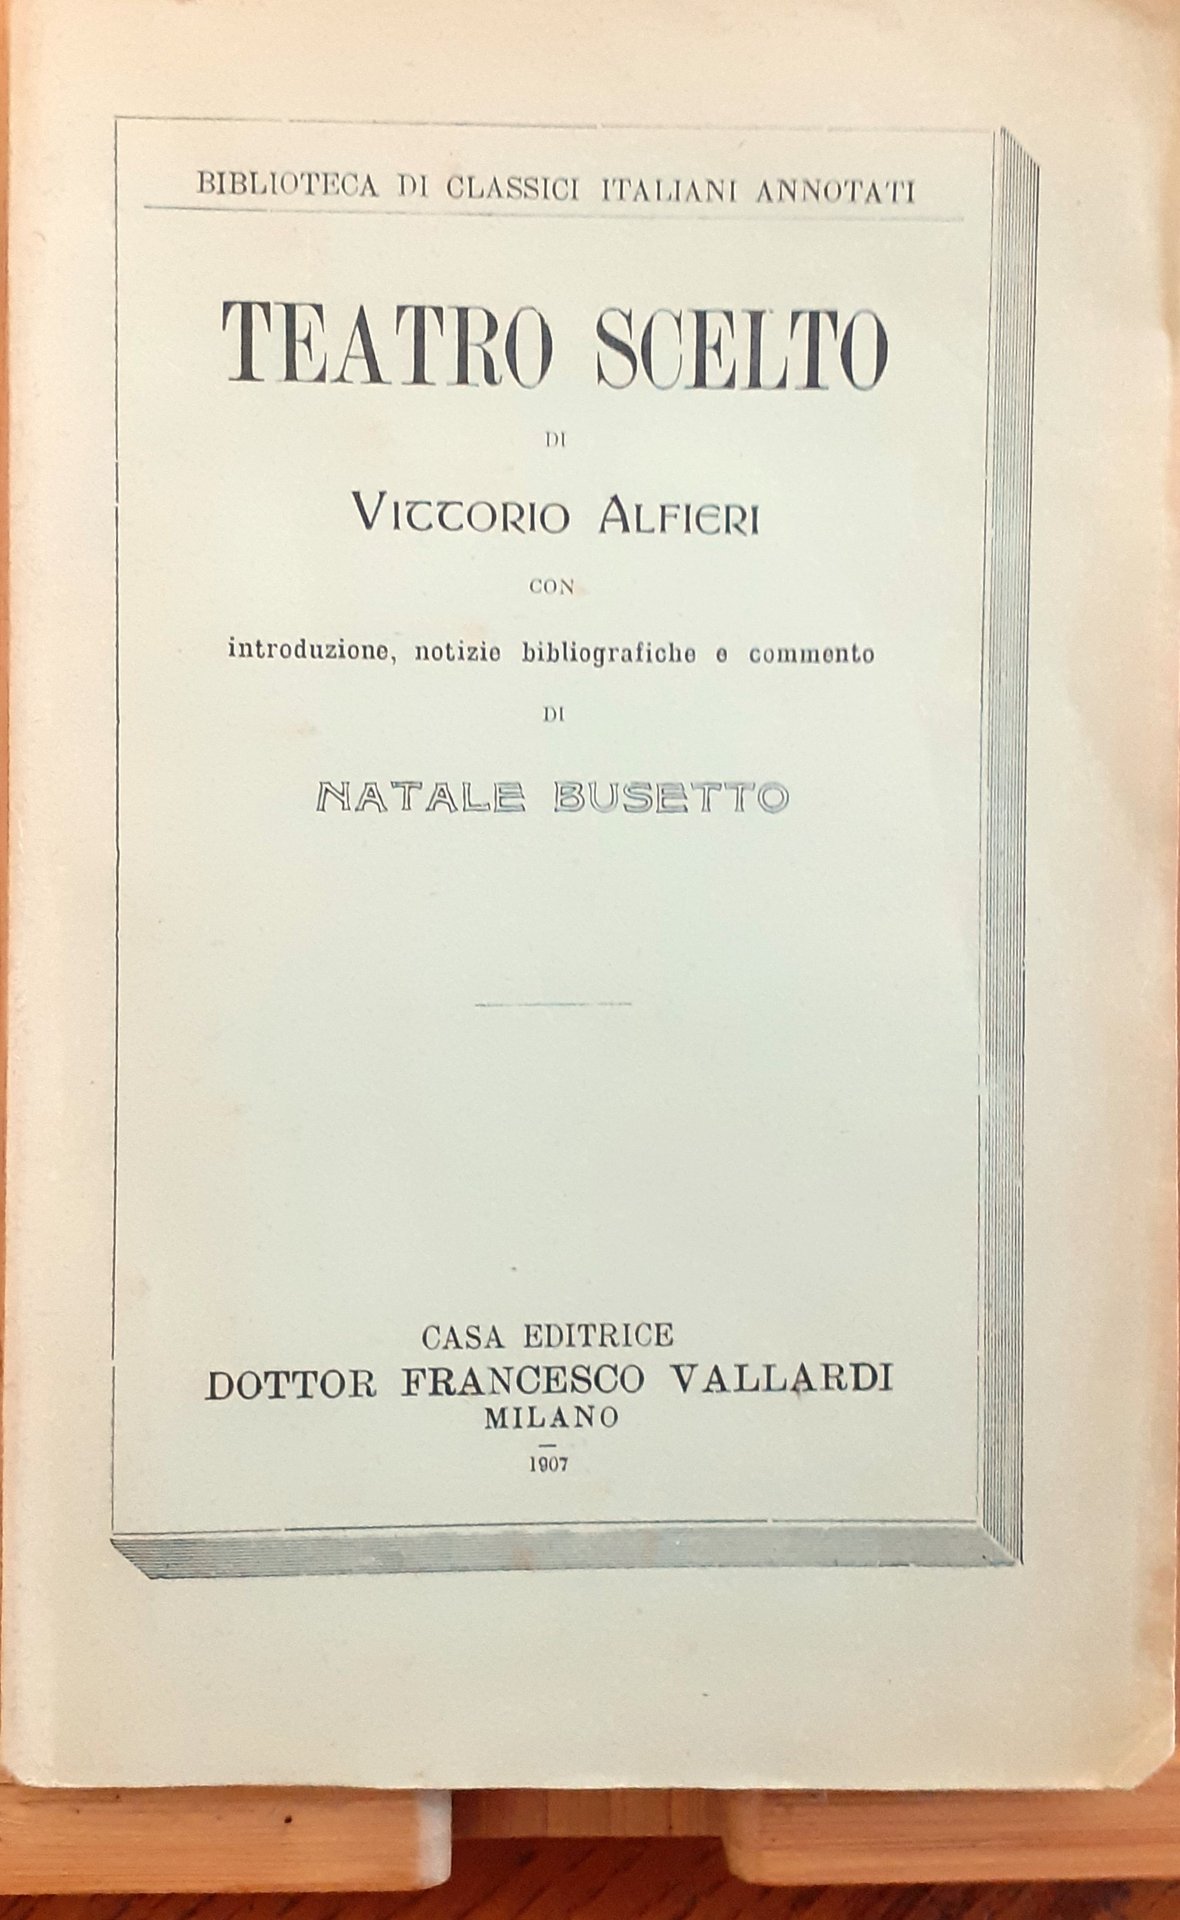 BIBLIOTECA DI CLASSICI ITALIANI ANNOTATI
TEATRO SCELTO
DI
VITTORIO ALFIERI
CON
introduzione, notizie bibliografiche e commento
DI
NATALE BUSETTO
CASA EDITRICE
DOTTOR FRANCESCO VALLARDI
MILANO
1907